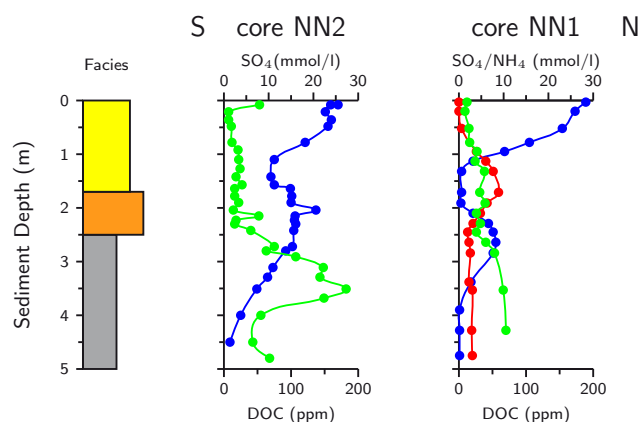 S core NN2 core NN1 N
Facies SO₄(mmol/l) SO₄/NH₄ (mmol/l)
0 10 20 30 0 10 20 30
Sediment Depth (m)
0
1
2
3
4
5
0 100 200 0 100 200
DOC (ppm) DOC (ppm)